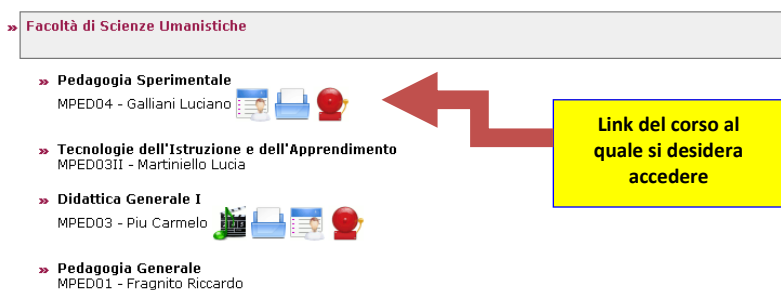 » Facoltà di Scienze Umanistiche
» Pedagogia Sperimentale
MPED04 - Galliani Luciano
» Tecnologie dell'Istruzione e dell'Apprendimento
MPED03II - Martiniello Lucia
» Didattica Generale I
MPED03 - Piu Carmelo
» Pedagogia Generale
MPED01 - Fragnito Riccardo
Link del corso al
quale si desidera
accedere